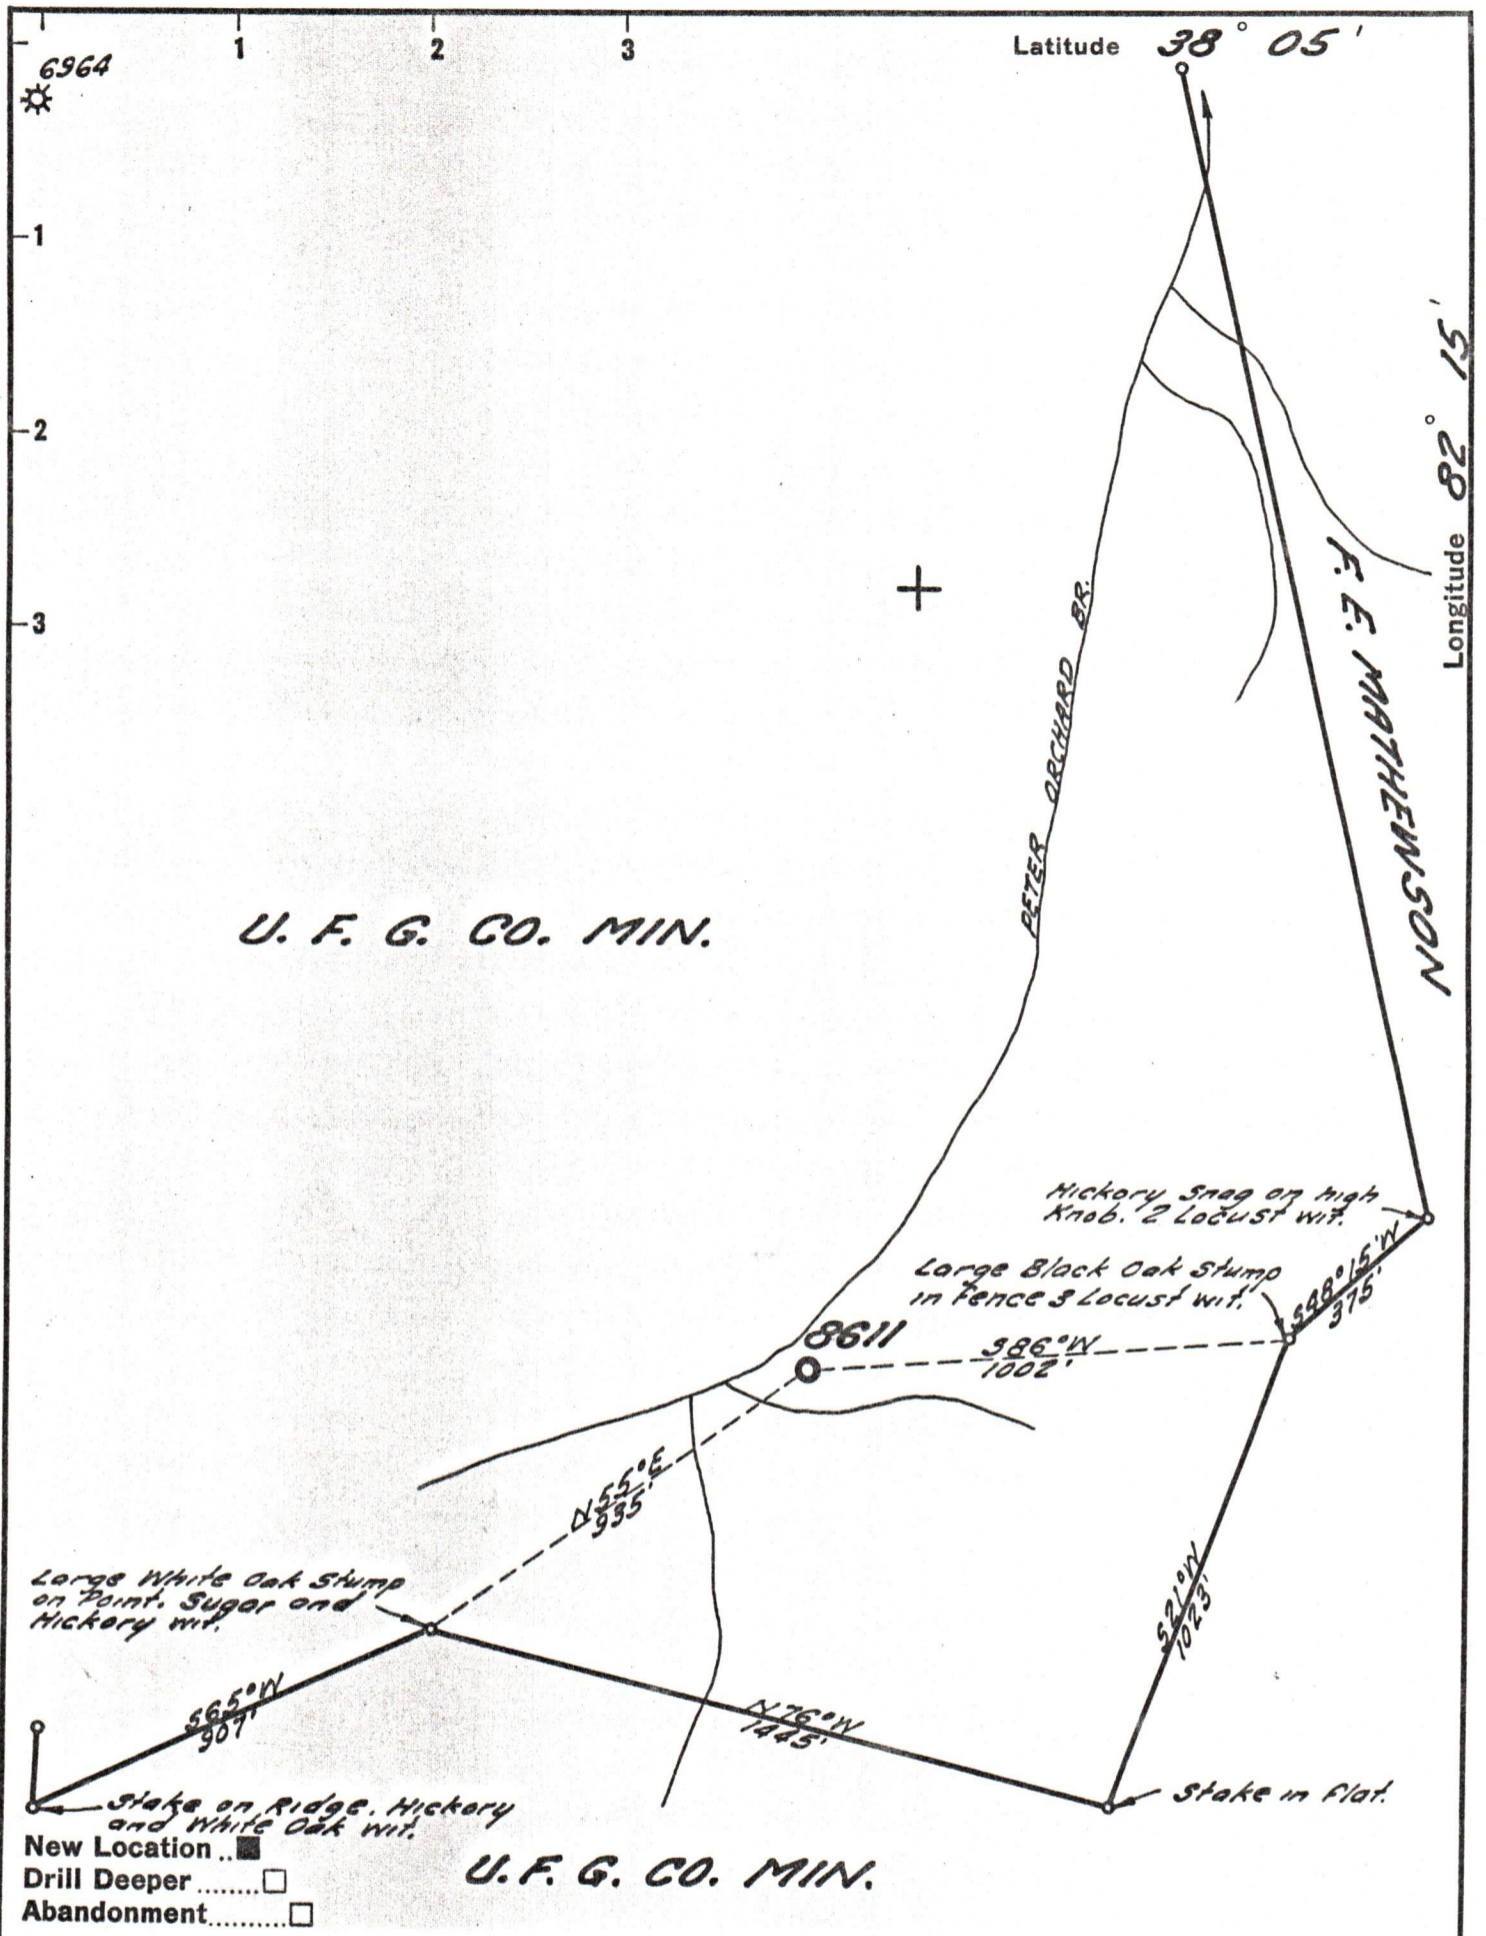 1 2 3 Latitude 38° 05'
6964
1
2
3
Longitude 82° 15'
F. E. MATHEWSON
PETER ORCHARD BR.
U. F. G. CO. MIN.
Hickory Snag on high
Knob. 2 Locust wit.
S48°15'W
375'
Large Black Oak Stump
in Fence 3 Locust wit.
8611
S86°W
1002'
N55°E
935'
Large White Oak Stump
on Point. Sugar and
Hickory wit.
S21°W
1023'
S65°W
907'
N76°W
1445'
Stake on Ridge. Hickory
and White Oak wit.
Stake in Flat.
New Location ..
Drill Deeper ........
Abandonment ..........
U. F. G. CO. MIN.